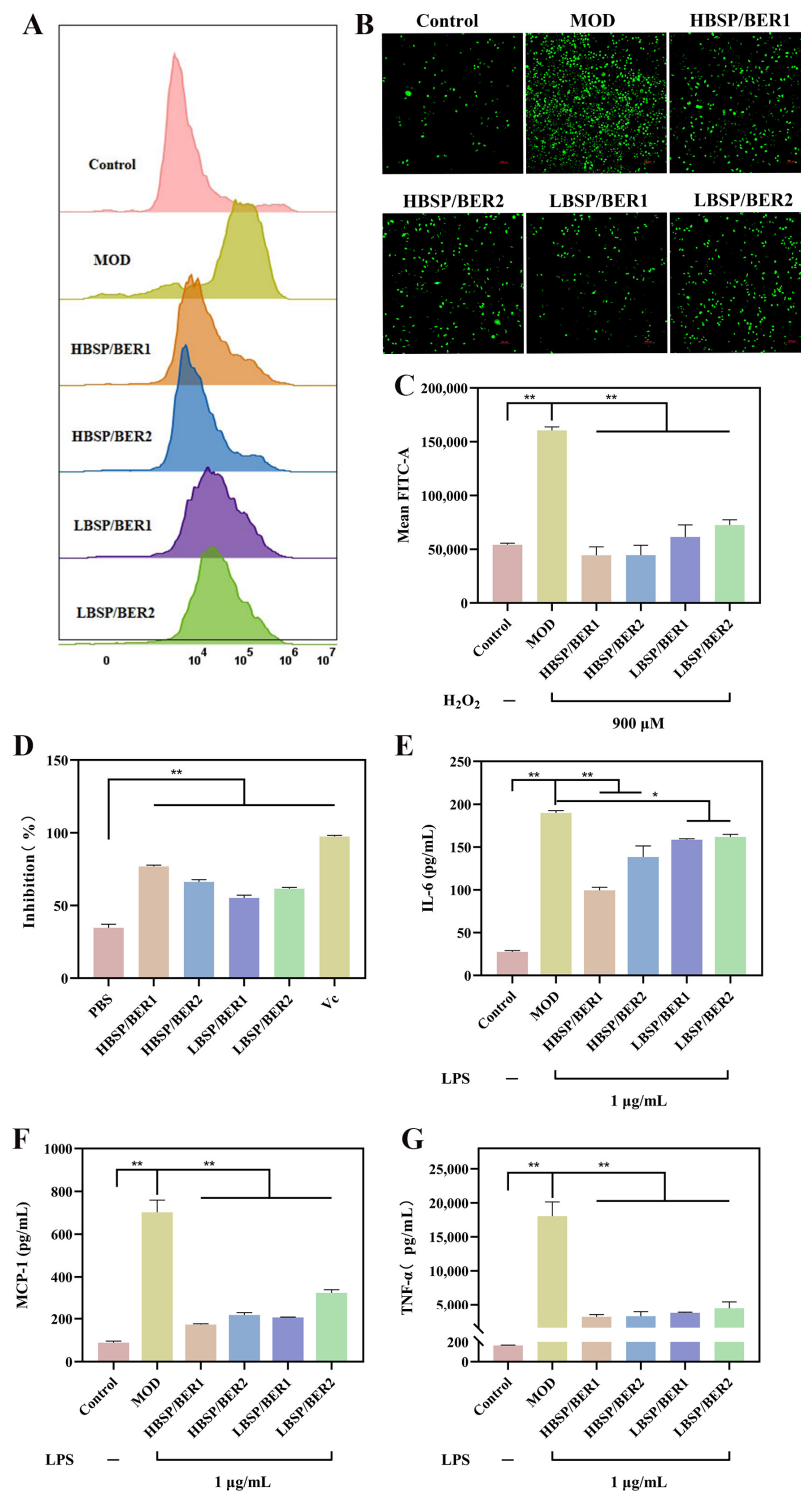 A
Control
MOD
HBSP/BER1
HBSP/BER2
LBSP/BER1
LBSP/BER2
0 10^4 10^5 10^6 10^7
B
Control MOD HBSP/BER1
HBSP/BER2 LBSP/BER1 LBSP/BER2
C
200,000
150,000
100,000
50,000
0
Mean FITC-A
** **
Control MOD HBSP/BER1 HBSP/BER2 LBSP/BER1 LBSP/BER2
H₂O₂ –
900 μM
D
150
100
50
0
Inhibition( %)
**
PBS HBSP/BER1 HBSP/BER2 LBSP/BER1 LBSP/BER2 Vc
E
250
200
150
100
50
0
IL-6 (pg/mL)
** **
*
Control MOD HBSP/BER1 HBSP/BER2 LBSP/BER1 LBSP/BER2
LPS –
1 μg/mL
F
1000
800
600
400
200
0
MCP-1 (pg/mL)
** **
Control MOD HBSP/BER1 HBSP/BER2 LBSP/BER1 LBSP/BER2
LPS –
1 μg/mL
G
25,000
20,000
15,000
10,000
5,000
200
0
TNF-α( pg/mL)
** **
Control MOD HBSP/BER1 HBSP/BER2 LBSP/BER1 LBSP/BER2
LPS –
1 μg/mL